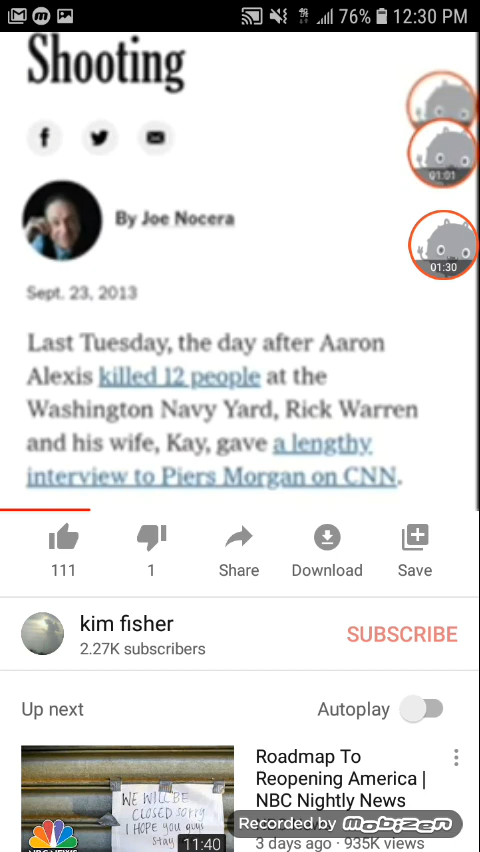 76% 12:30 PM
Shooting
01:01
By Joe Nocera
01:30
Sept. 23, 2013
Last Tuesday, the day after Aaron
Alexis killed 12 people at the
Washington Navy Yard, Rick Warren
and his wife, Kay, gave a lengthy
interview to Piers Morgan on CNN.
111 1 Share Download Save
kim fisher
2.27K subscribers
SUBSCRIBE
Up next Autoplay
Roadmap To
Reopening America |
NBC Nightly News
WE WILL BE
CLOSED SORRY
I HOPE YOU guys
stay
11:40
Recorded by MOBIZEN
3 days ago · 935K views